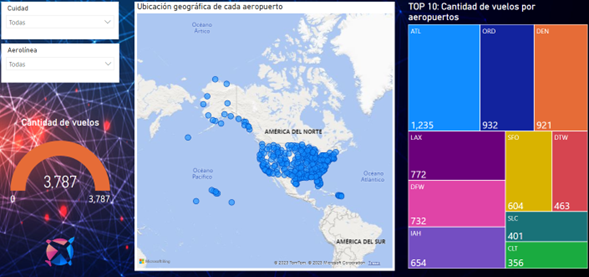 Cuidad
Todas
Aerolínea
Todas
Cantidad de vuelos
3,787
0
3,787
Ubicación geográfica de cada aeropuerto
Océano
Ártico
AMÉRICA DEL NORTE
Océano
Pacífico
Océano
Atlántico
AMÉRICA DEL SUR
Microsoft Bing
© 2023 TomTom, © 2023 Microsoft Corporation Terms
TOP 10: Cantidad de vuelos por
aeropuertos
ATL
1,235
ORD
932
DEN
921
LAX
772
DFW
732
IAH
654
SFO
604
DTW
463
SLC
401
CLT
356